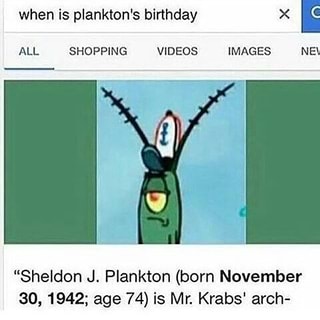 when is plankton's birthday ×
ALL SHOPPING VIDEOS IMAGES NE
"Sheldon J. Plankton (born November
30, 1942; age 74) is Mr. Krabs' arch-